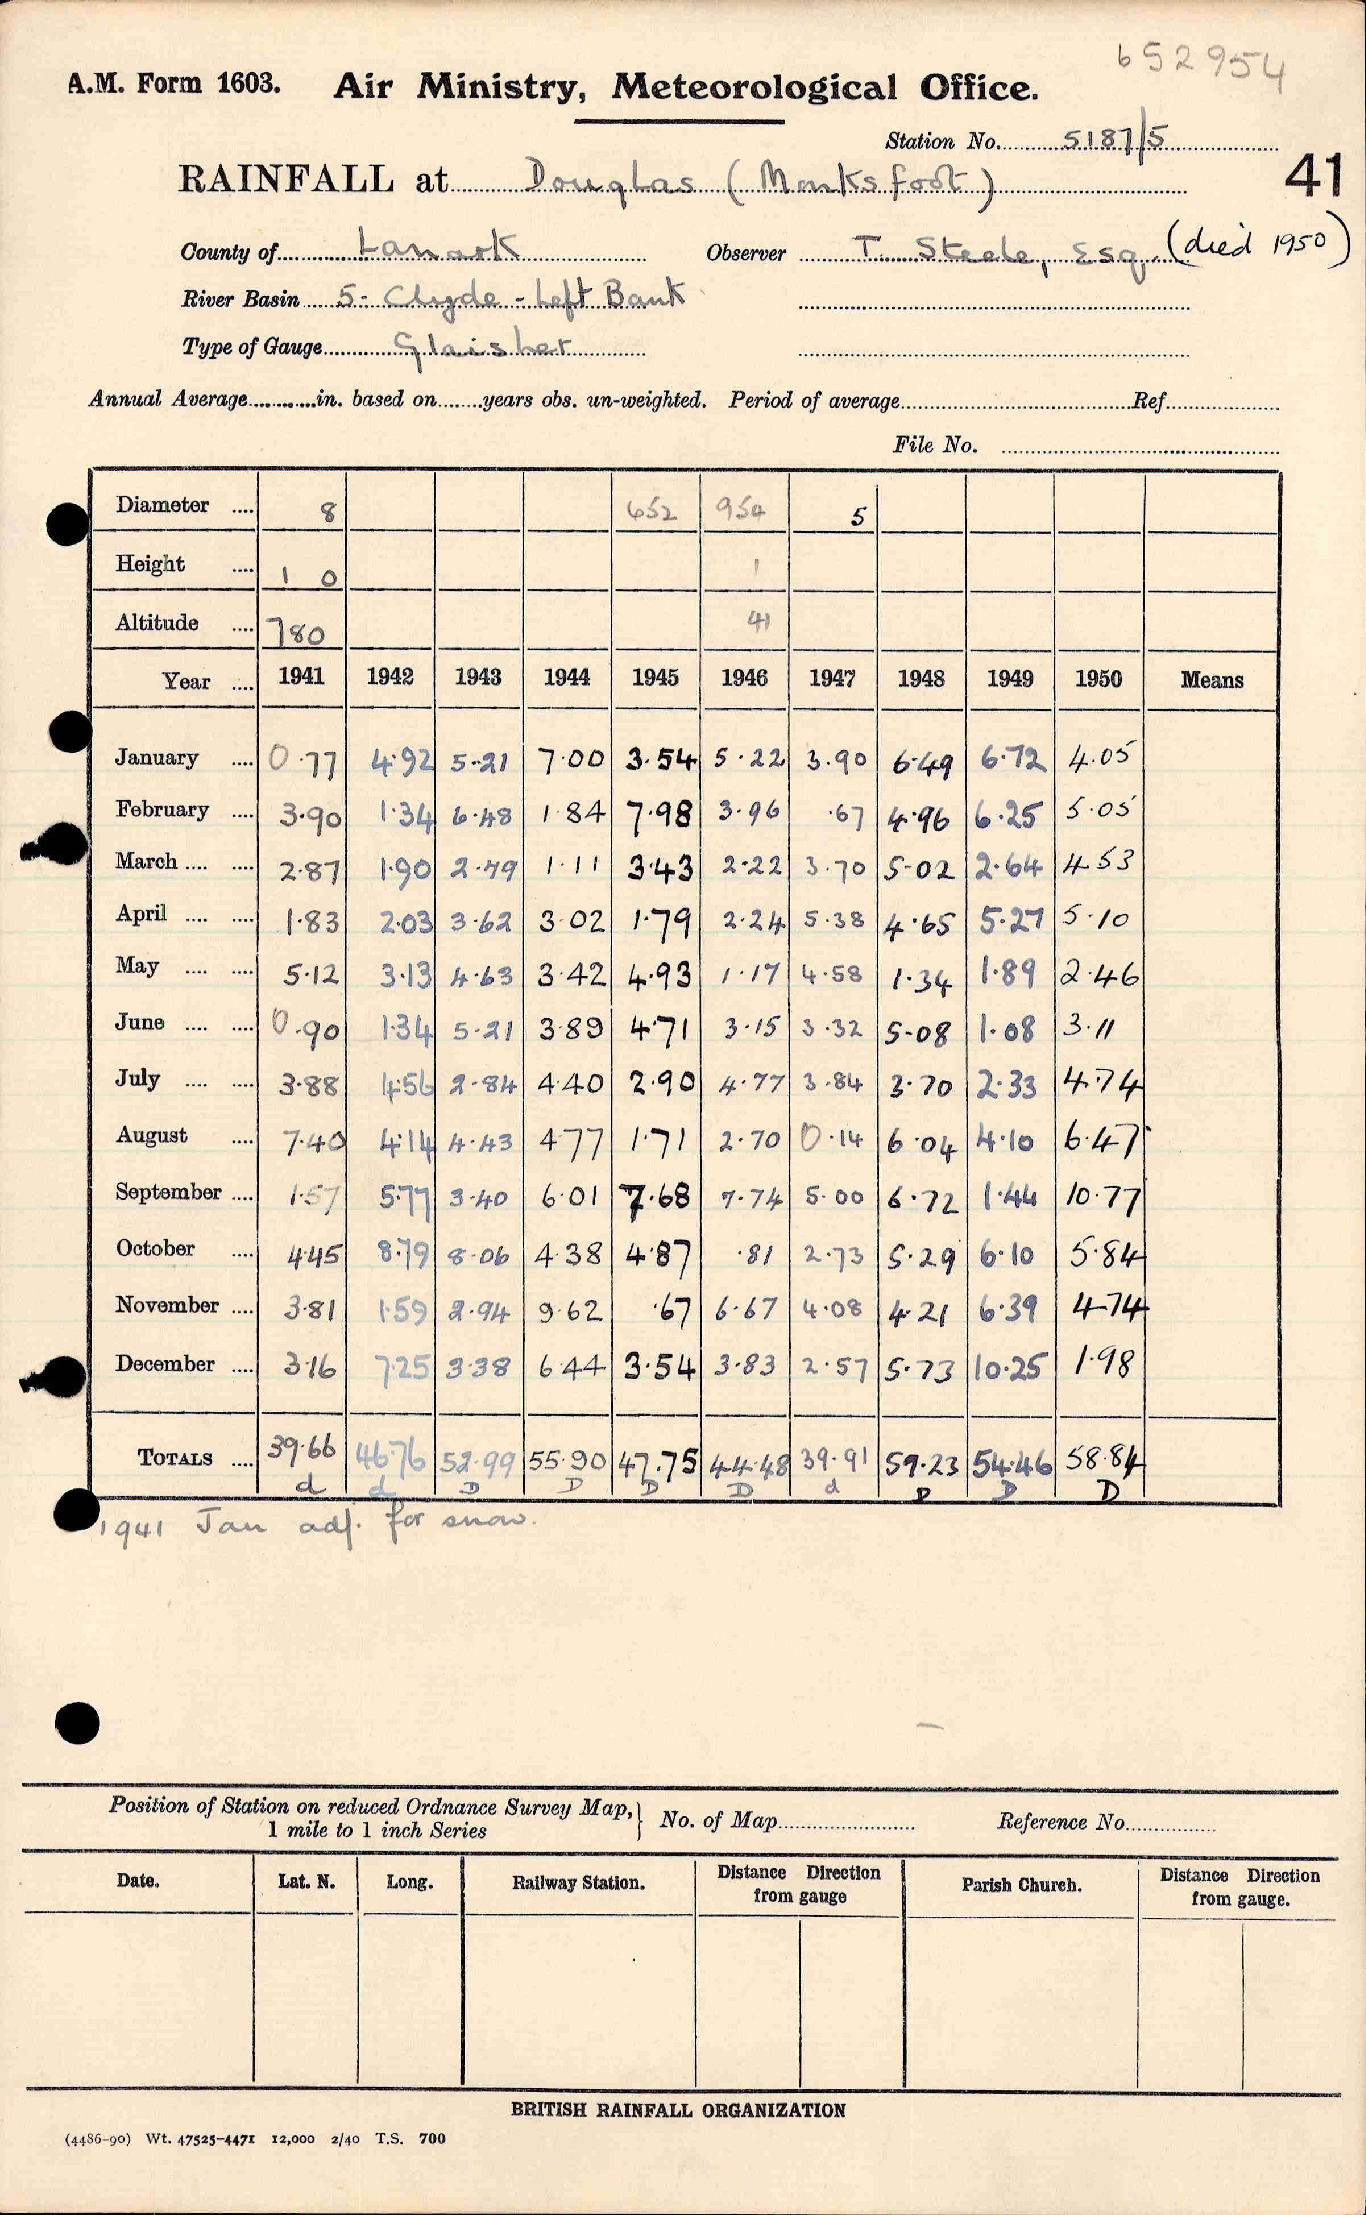 652954
A.M. Form 1603. Air Ministry, Meteorological Office.
Station No. 5187/5
RAINFALL at Douglas (Monksfoot) 41
County of Lanark Observer T. Steele, Esq. (died 1950)
River Basin 5- Clyde - Left Bank
Type of Gauge Glaisher
Annual Average in. based on years obs. un-weighted. Period of average Ref.
File No.
Diameter 8 652 954 5
Height 1 0 1
Altitude 780 41
Year 1941 1942 1943 1944 1945 1946 1947 1948 1949 1950 Means
January 0.77 4.92 5.21 7.00 3.54 5.22 3.90 6.49 6.72 4.05
February 3.90 1.34 6.48 1.84 7.98 3.96 .67 4.96 6.25 5.05
March 2.87 1.90 2.79 1.11 3.43 2.22 3.70 5.02 2.64 4.53
April 1.83 2.03 3.62 3.02 1.79 2.24 5.38 4.65 5.27 5.10
May 5.12 3.13 4.63 3.42 4.93 1.17 4.58 1.34 1.89 2.46
June 0.90 1.34 5.21 3.89 4.71 3.15 3.32 5.08 1.08 3.11
July 3.88 4.56 2.84 4.40 2.90 4.77 3.84 3.70 2.33 4.74
August 7.40 4.14 4.43 4.77 1.71 2.70 0.14 6.04 4.10 6.47
September 1.57 5.77 3.40 6.01 7.68 7.74 5.00 6.72 1.44 10.77
October 4.45 8.79 8.06 4.38 4.87 .81 2.73 5.29 6.10 5.84
November 3.81 1.59 2.94 9.62 .67 6.67 4.08 4.21 6.39 4.74
December 3.16 7.25 3.38 6.44 3.54 3.83 2.57 5.73 10.25 1.98
TOTALS 39.66 46.76 52.99 55.90 47.75 44.48 39.91 59.23 54.46 58.84
d d D D D D d D D D
1941 Jan adj. for snow.
Position of Station on reduced Ordnance Survey Map, } No. of Map Reference No.
1 mile to 1 inch Series
Date. Lat. N. Long. Railway Station. Distance Direction Parish Church. Distance Direction
from gauge from gauge.
BRITISH RAINFALL ORGANIZATION
(4486-90) Wt. 47525-4471 12,000 2/40 T.S. 700